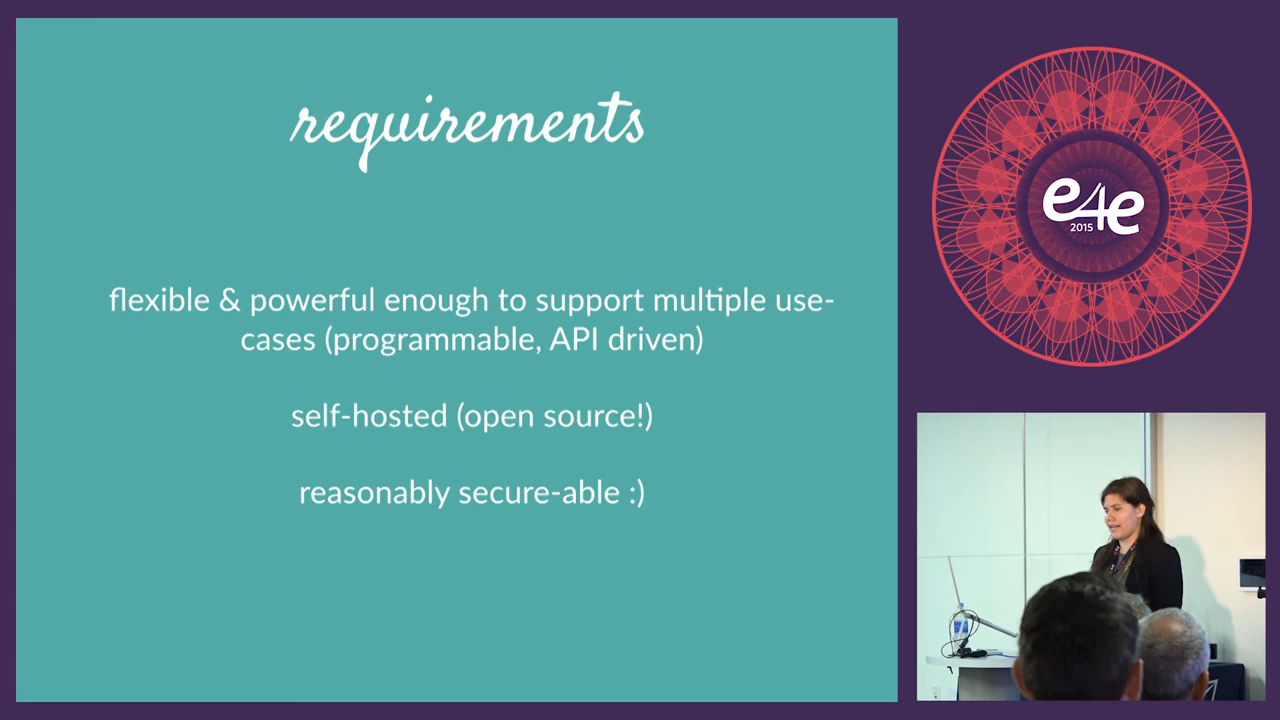 requirements
flexible & powerful enough to support multiple use-
cases (programmable, API driven)
self-hosted (open source!)
reasonably secure-able :)
e4e
2015